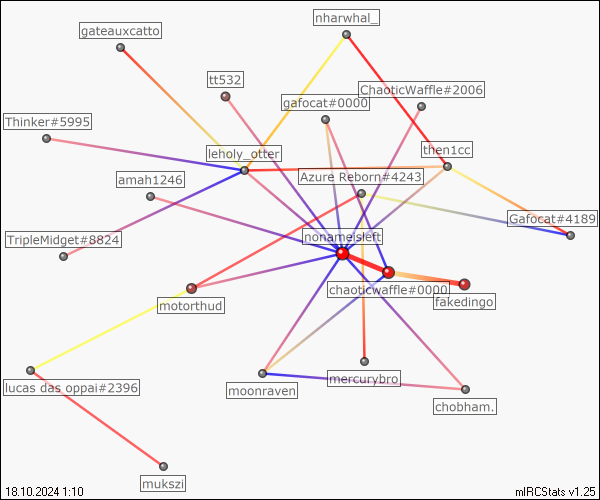 nharwhal_
gateauxcatto
tt532
ChaoticWaffle#2006
gafocat#0000
Thinker#5995
then1cc
leholy_otter
amah1246
Azure Reborn#4243
Gafocat#4189
TripleMidget#8824
nonameisleft
chaoticwaffle#0000
motorthud
fakedingo
lucas das oppai#2396
moonraven
mercurybro
chobham.
mukszi
18.10.2024 1:10
mIRCStats v1.25